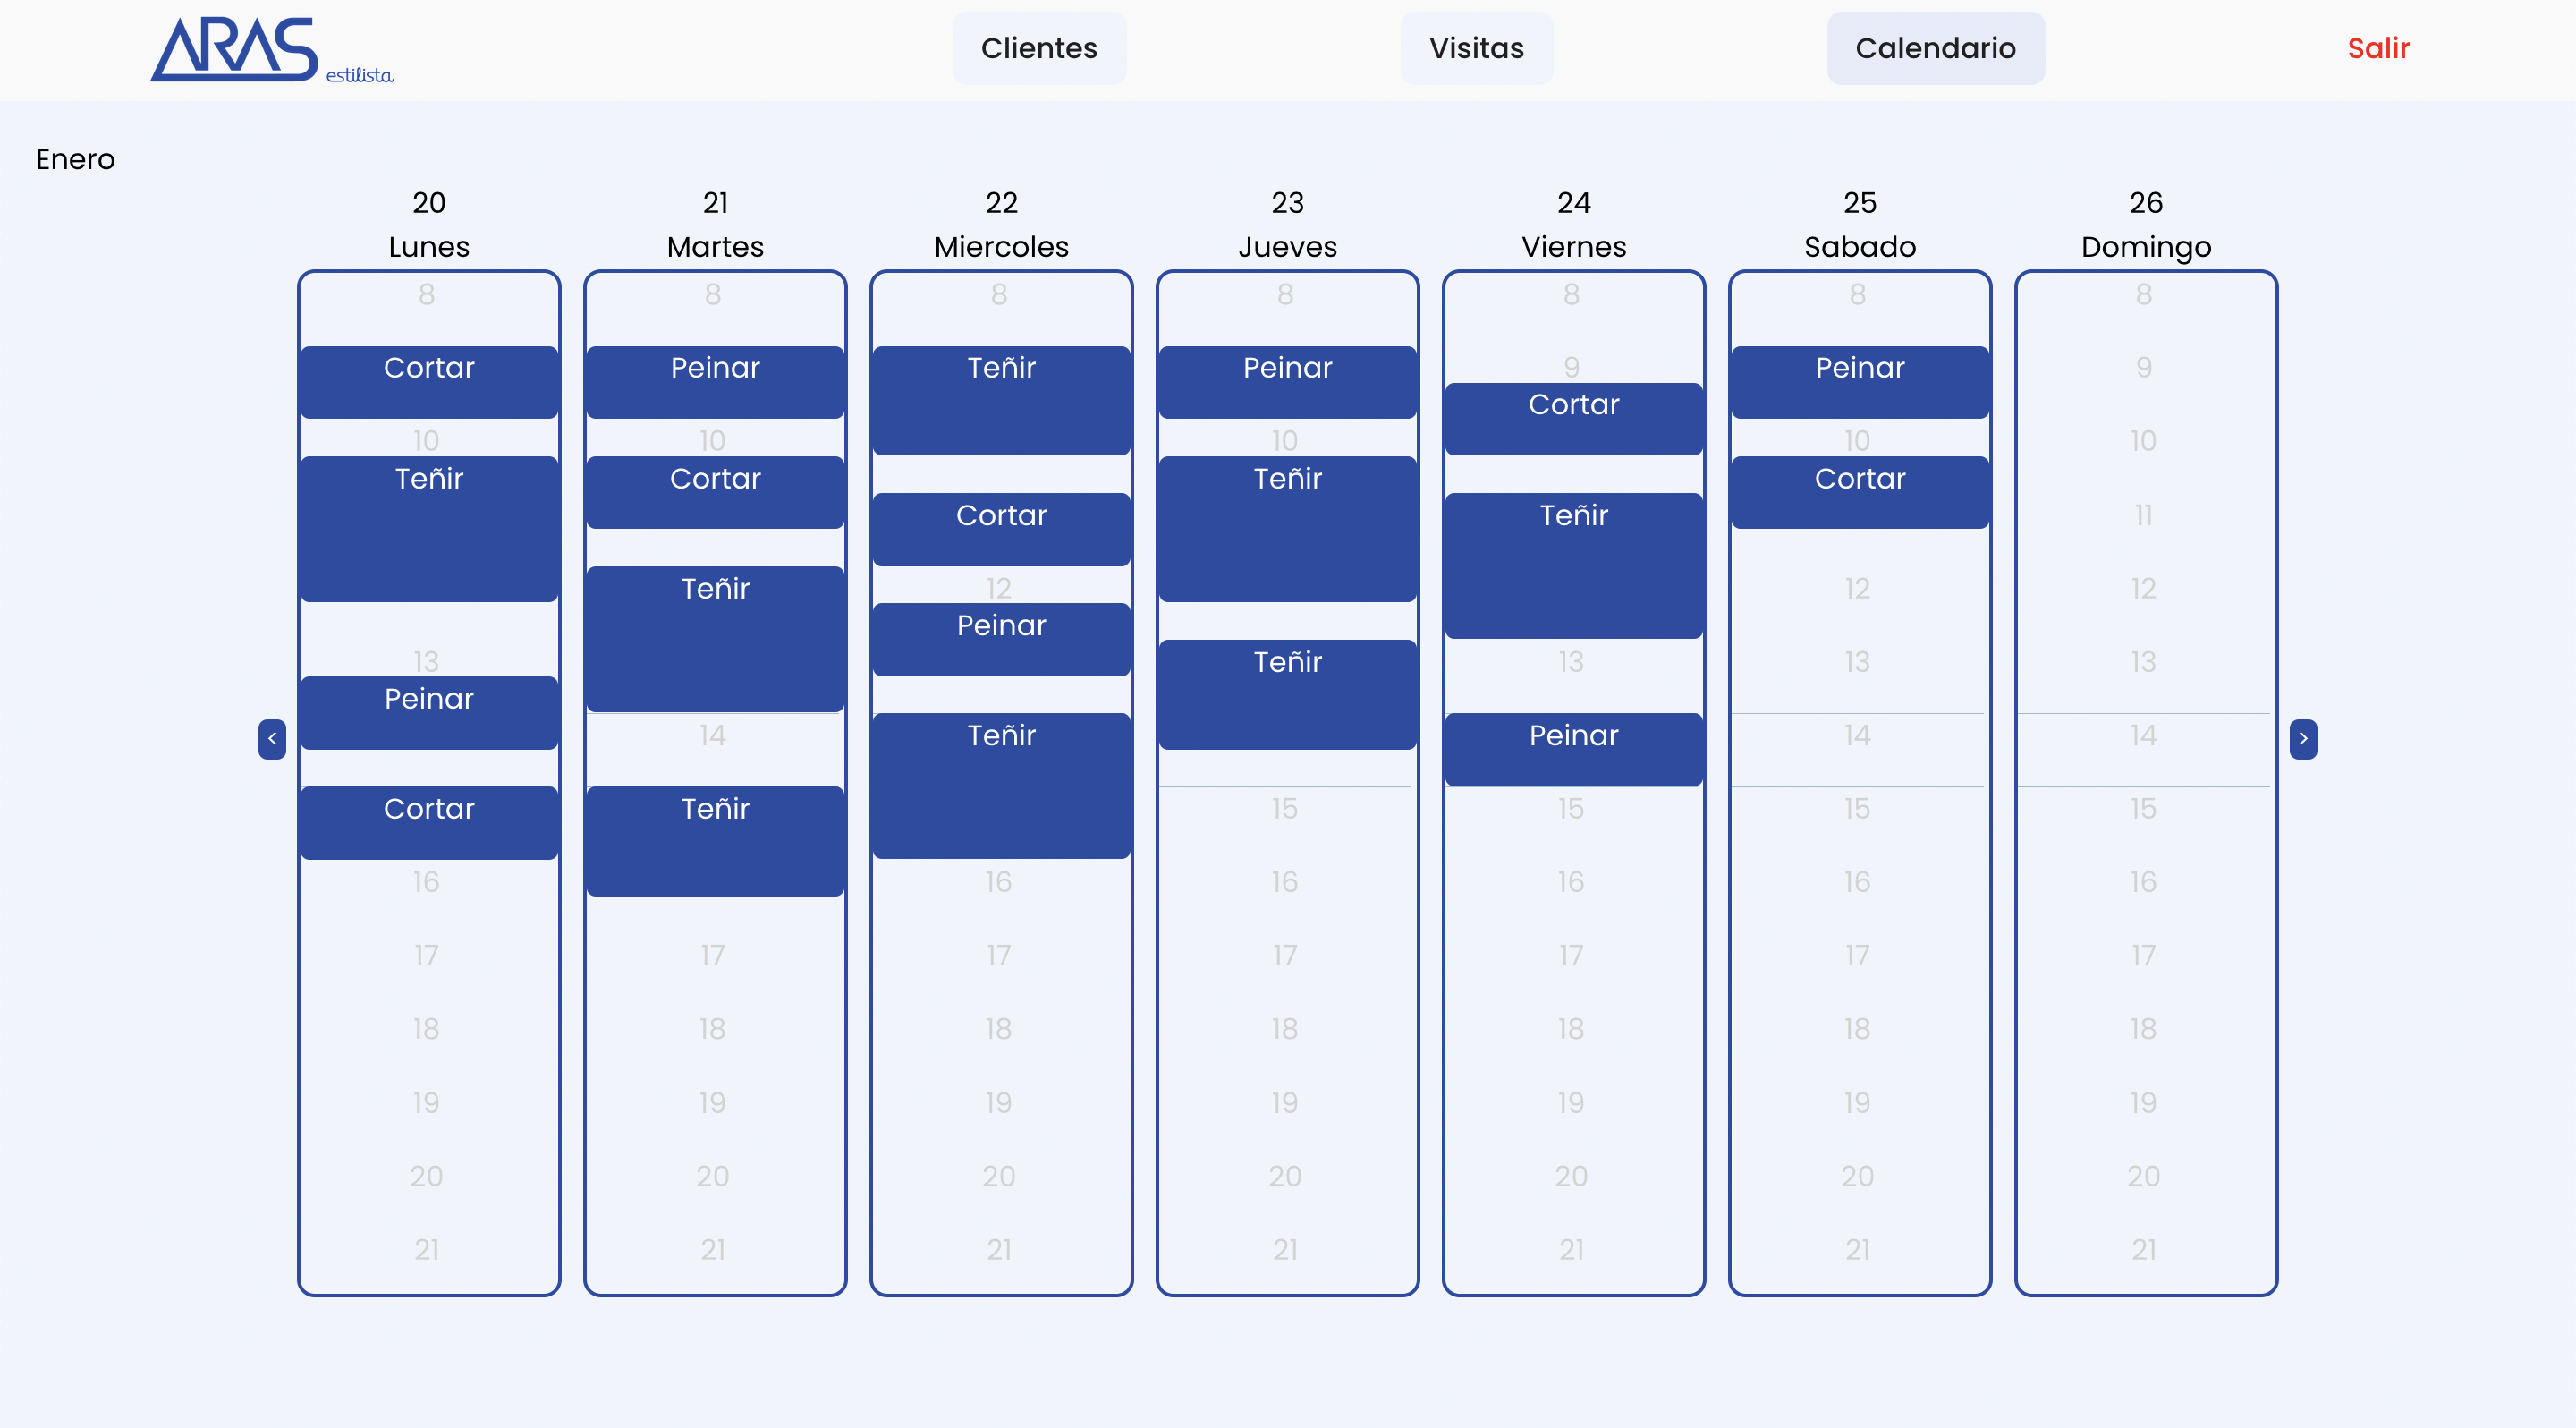 ARAS estilista
Clientes
Visitas
Calendario
Salir
Enero
20
Lunes
8
Cortar
10
Teñir
13
Peinar
Cortar
16
17
18
19
20
21
21
Martes
8
Peinar
10
Cortar
Teñir
14
Teñir
17
18
19
20
21
22
Miercoles
8
Teñir
Cortar
12
Peinar
Teñir
16
17
18
19
20
21
23
Jueves
8
Peinar
10
Teñir
Teñir
15
16
17
18
19
20
21
24
Viernes
8
9
Cortar
Teñir
13
Peinar
15
16
17
18
19
20
21
25
Sabado
8
Peinar
10
Cortar
12
13
14
15
16
17
18
19
20
21
26
Domingo
8
9
10
11
12
13
14
15
16
17
18
19
20
21
<
>